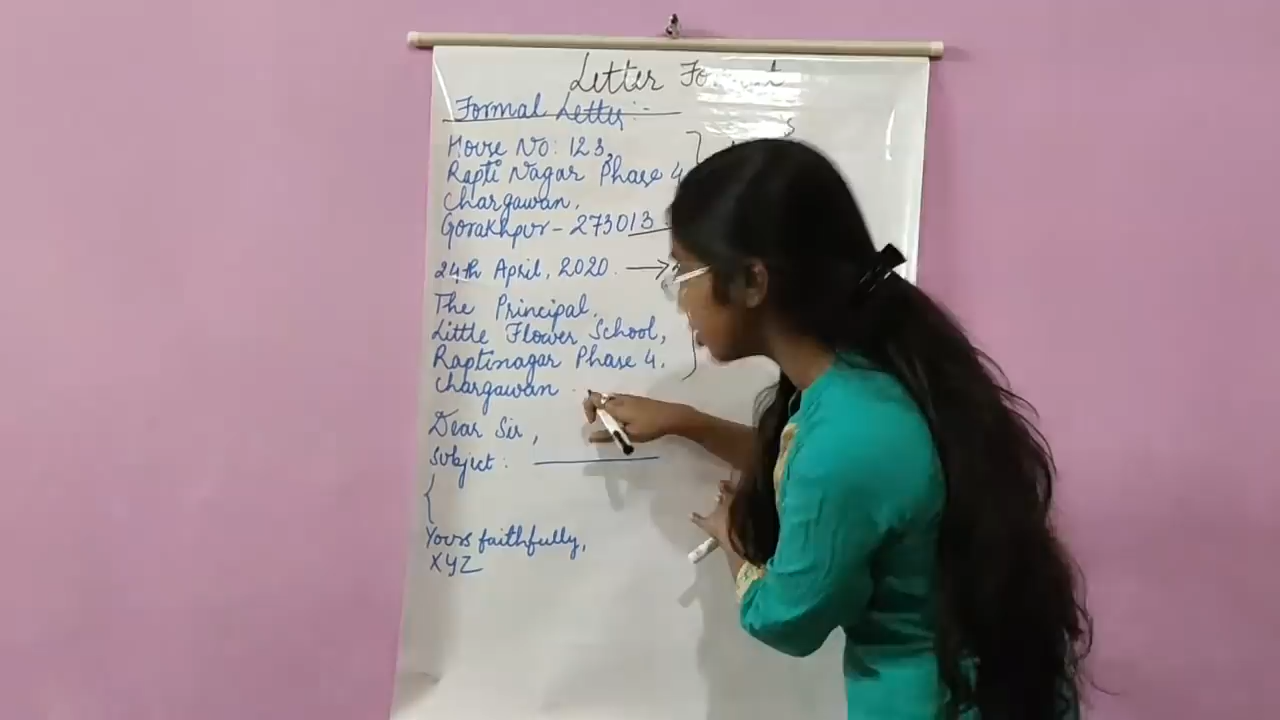 Letter Format
Formal Letter:-
House No: 123,
Rapti Nagar Phase 4
Chargawan,
Gorakhpur - 273013.
24th April, 2020.
The Principal,
Little Flower School,
Raptinagar Phase 4,
Chargawan.
Dear Sir,
Subject:
Yours faithfully,
XYZ